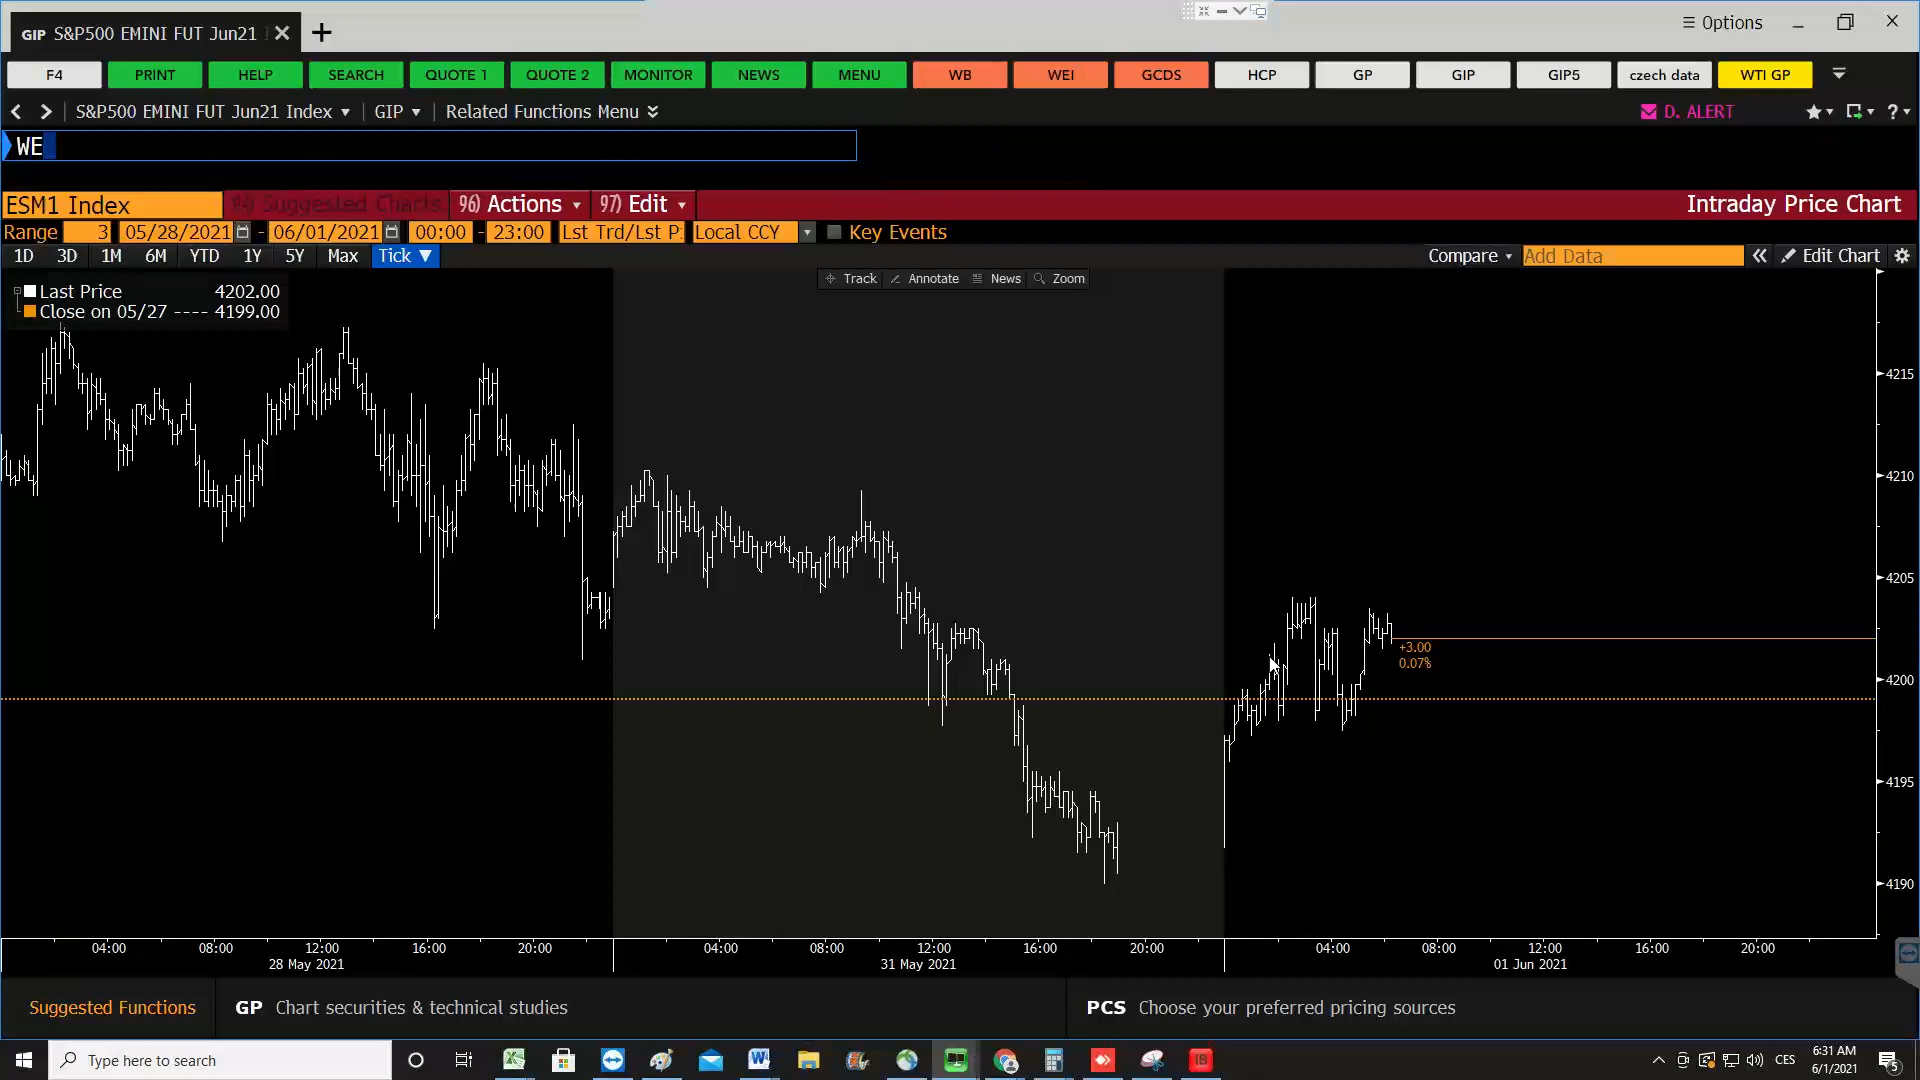 GIP S&P500 EMINI FUT Jun21
Options
F4 PRINT HELP SEARCH QUOTE 1 QUOTE 2 MONITOR NEWS MENU WB WEI GCDS HCP GP GIP GIP5 czech data WTI GP
S&P500 EMINI FUT Jun21 Index GIP Related Functions Menu D. ALERT ?
WE
ESM1 Index 94) Suggested Charts 96) Actions 97) Edit Intraday Price Chart
Range 3 05/28/2021 - 06/01/2021 00:00 - 23:00 Lst Trd/Lst P Local CCY Key Events
1D 3D 1M 6M YTD 1Y 5Y Max Tick Compare Add Data Edit Chart
Track Annotate News Zoom
Last Price 4202.00
Close on 05/27 ---- 4199.00
4215
4210
4205
+3.00
0.07%
4200
4195
4190
04:00 08:00 12:00 16:00 20:00 04:00 08:00 12:00 16:00 20:00 04:00 08:00 12:00 16:00 20:00
28 May 2021 31 May 2021 01 Jun 2021
Suggested Functions GP Chart securities & technical studies PCS Choose your preferred pricing sources
Type here to search CES 6:31 AM
6/1/2021 5